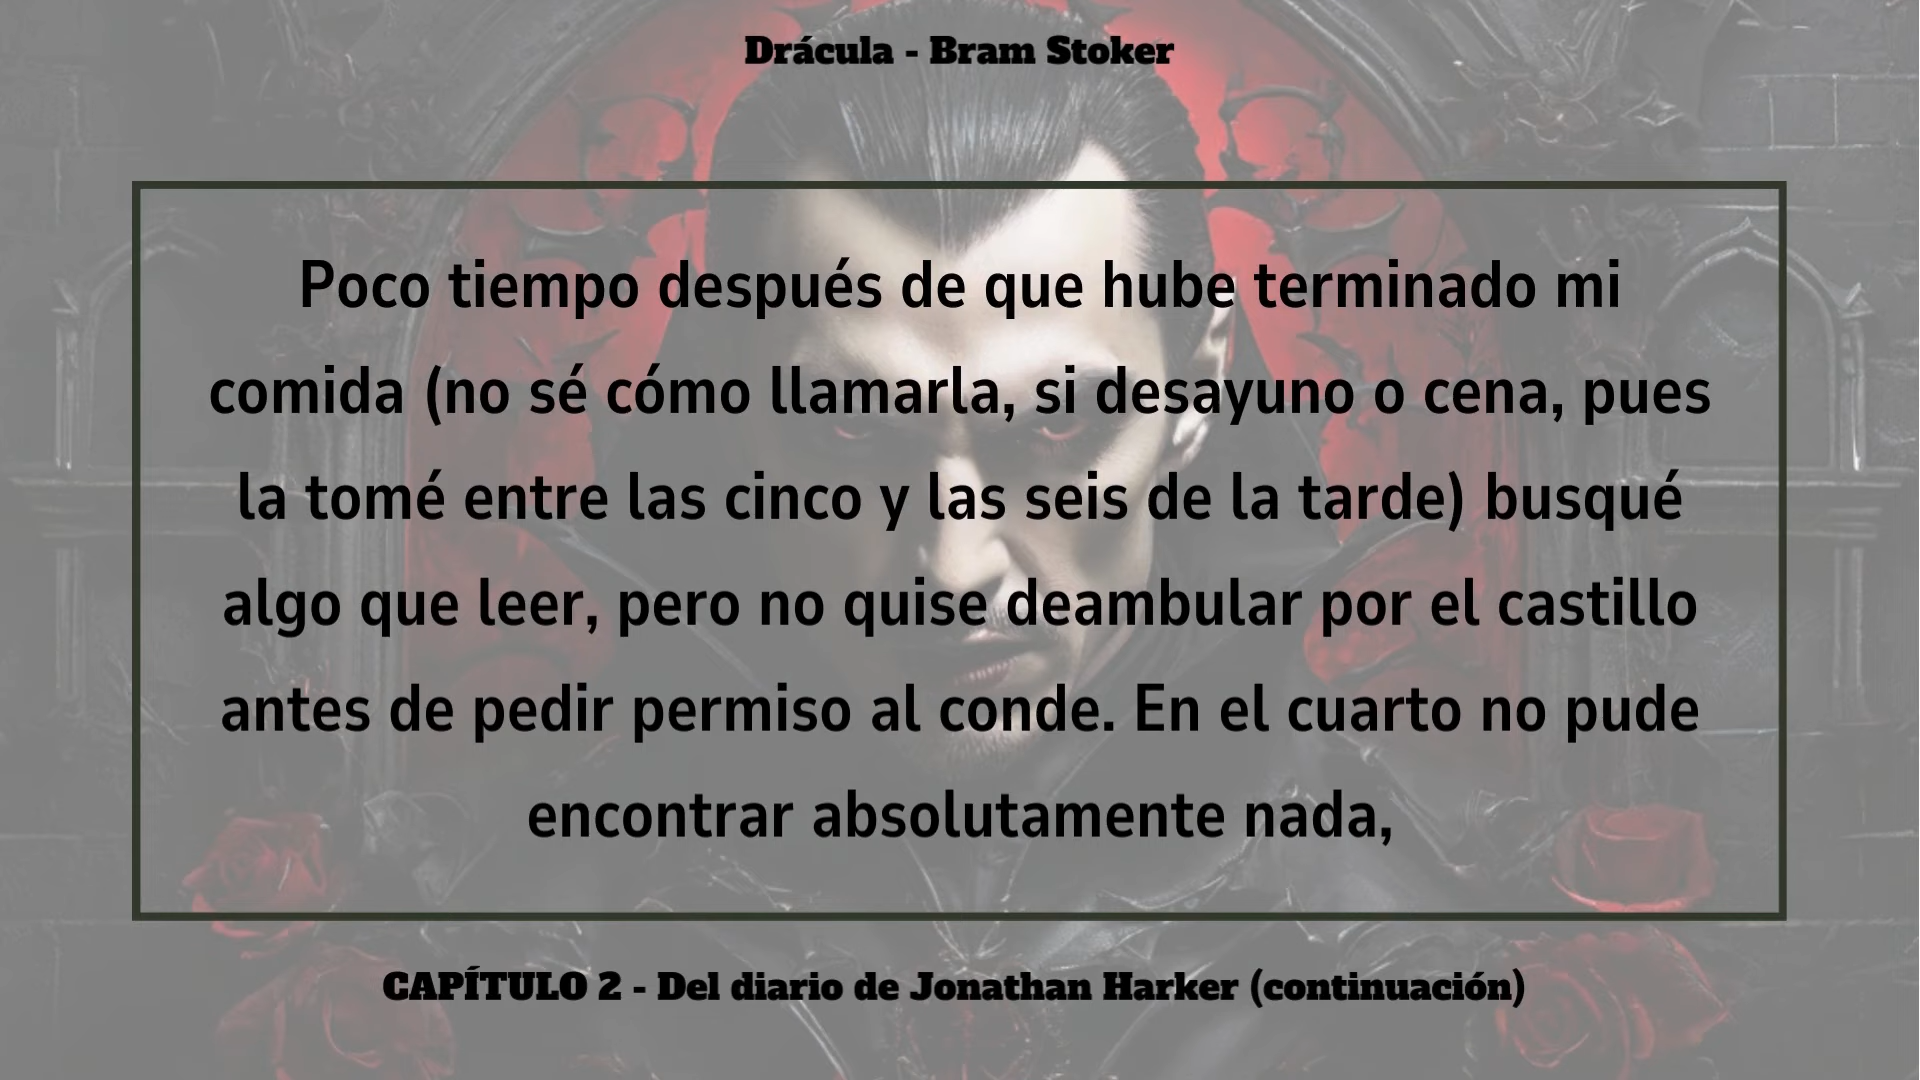 Drácula - Bram Stoker
Poco tiempo después de que hube terminado mi
comida (no sé cómo llamarla, si desayuno o cena, pues
la tomé entre las cinco y las seis de la tarde) busqué
algo que leer, pero no quise deambular por el castillo
antes de pedir permiso al conde. En el cuarto no pude
encontrar absolutamente nada,
CAPÍTULO 2 - Del diario de Jonathan Harker (continuación)